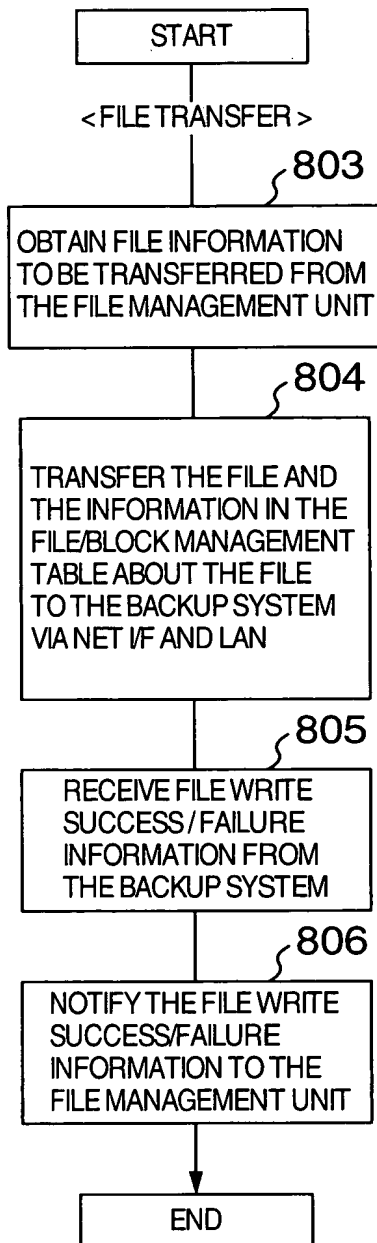 START
<FILE TRANSFER>
803
OBTAIN FILE INFORMATION
TO BE TRANSFERRED FROM
THE FILE MANAGEMENT UNIT
804
TRANSFER THE FILE AND
THE INFORMATION IN THE
FILE/BLOCK MANAGEMENT
TABLE ABOUT THE FILE
TO THE BACKUP SYSTEM
VIA NET I/F AND LAN
805
RECEIVE FILE WRITE
SUCCESS / FAILURE
INFORMATION FROM
THE BACKUP SYSTEM
806
NOTIFY THE FILE WRITE
SUCCESS/FAILURE
INFORMATION TO THE
FILE MANAGEMENT UNIT
END